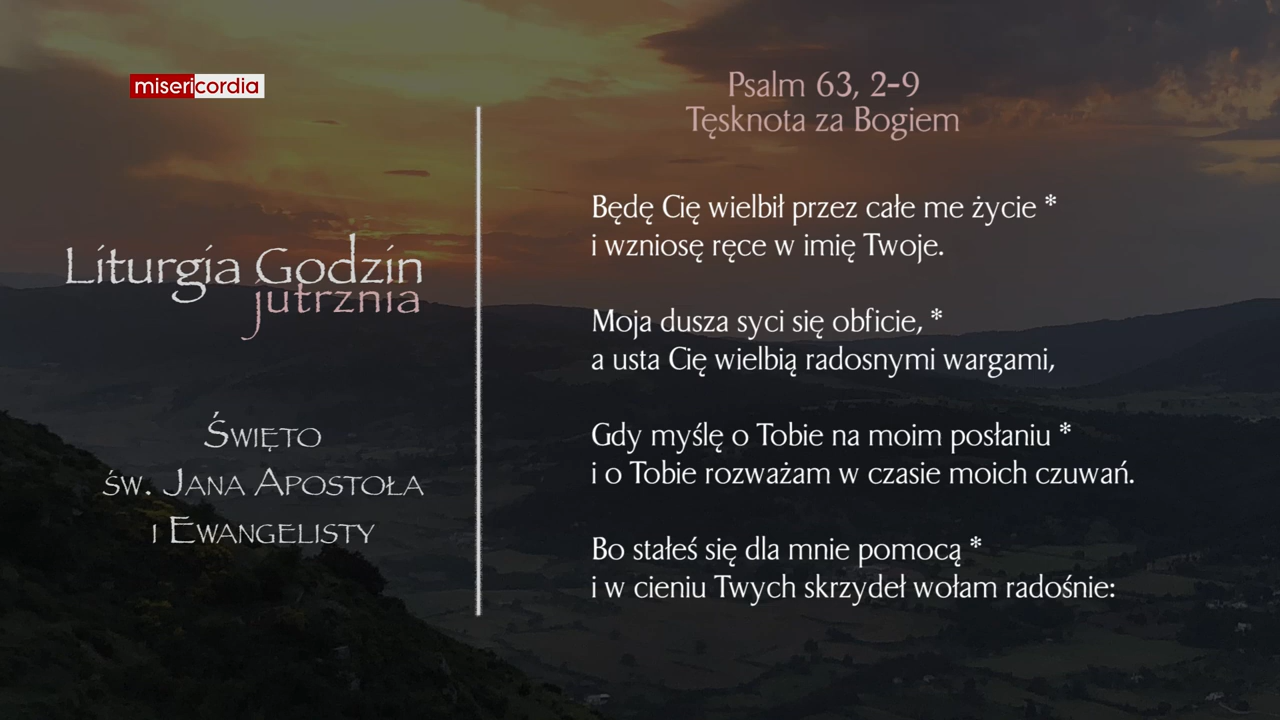 misericordia
Liturgia Godzin
jutrznia
Święto
św. Jana Apostoła
i Ewangelisty
Psalm 63, 2-9
Tęsknota za Bogiem
Będę Cię wielbił przez całe me życie *
i wzniosę ręce w imię Twoje.
Moja dusza syci się obficie, *
a usta Cię wielbią radosnymi wargami,
Gdy myślę o Tobie na moim posłaniu *
i o Tobie rozważam w czasie moich czuwań.
Bo stałeś się dla mnie pomocą *
i w cieniu Twych skrzydeł wołam radośnie: